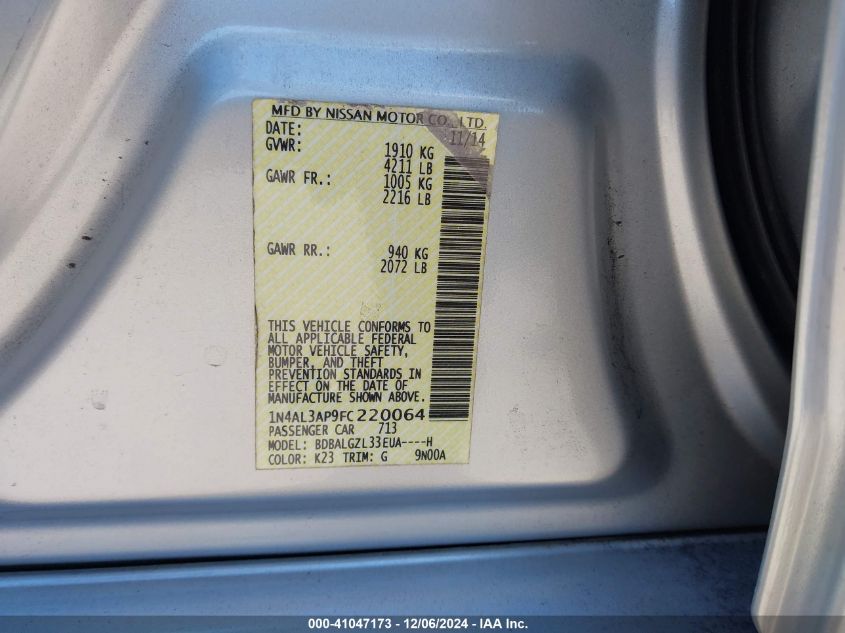 MFD BY NISSAN MOTOR CO., LTD.
DATE: 11/14
GVWR: 1910 KG
4211 LB
GAWR FR.: 1005 KG
2216 LB
GAWR RR.: 940 KG
2072 LB
THIS VEHICLE CONFORMS TO
ALL APPLICABLE FEDERAL
MOTOR VEHICLE SAFETY,
BUMPER, AND THEFT
PREVENTION STANDARDS IN
EFFECT ON THE DATE OF
MANUFACTURE SHOWN ABOVE.
1N4AL3AP9FC220064
PASSENGER CAR 713
MODEL: BDBALGZL33EUA----H
COLOR: K23 TRIM: G 9N00A
000-41047173 - 12/06/2024 - IAA Inc.